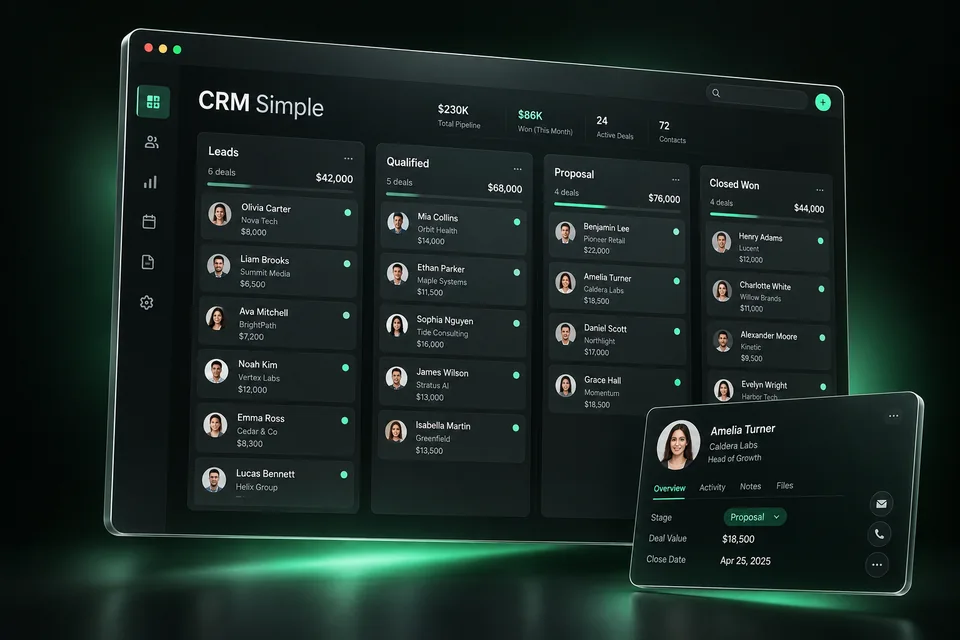 CRM Simple
$230K
Total Pipeline
$86K
Won (This Month)
24
Active Deals
72
Contacts
+
Leads
...
6 deals
$42,000
Olivia Carter
Nova Tech
$8,000
Liam Brooks
Summit Media
$6,500
Ava Mitchell
BrightPath
$7,200
Noah Kim
Vertex Labs
$12,000
Emma Ross
Cedar & Co
$8,300
Lucas Bennett
Helix Group
Qualified
...
5 deals
$68,000
Mia Collins
Orbit Health
$14,000
Ethan Parker
Maple Systems
$11,500
Sophia Nguyen
Tide Consulting
$16,000
James Wilson
Stratus AI
$13,000
Isabella Martin
Greenfield
$13,500
Proposal
...
4 deals
$76,000
Benjamin Lee
Pioneer Retail
$22,000
Amelia Turner
Caldera Labs
$18,500
Daniel Scott
Northlight
$17,000
Grace Hall
Momentum
$18,500
Closed Won
...
4 deals
$44,000
Henry Adams
Lucent
$12,000
Charlotte White
Willow Brands
$11,000
Alexander Moore
Kinetic
$9,500
Evelyn Wright
Harbor Tech
...
Amelia Turner
Caldera Labs
Head of Growth
Overview Activity Notes Files
Stage Proposal
Deal Value $18,500
Close Date Apr 25, 2025